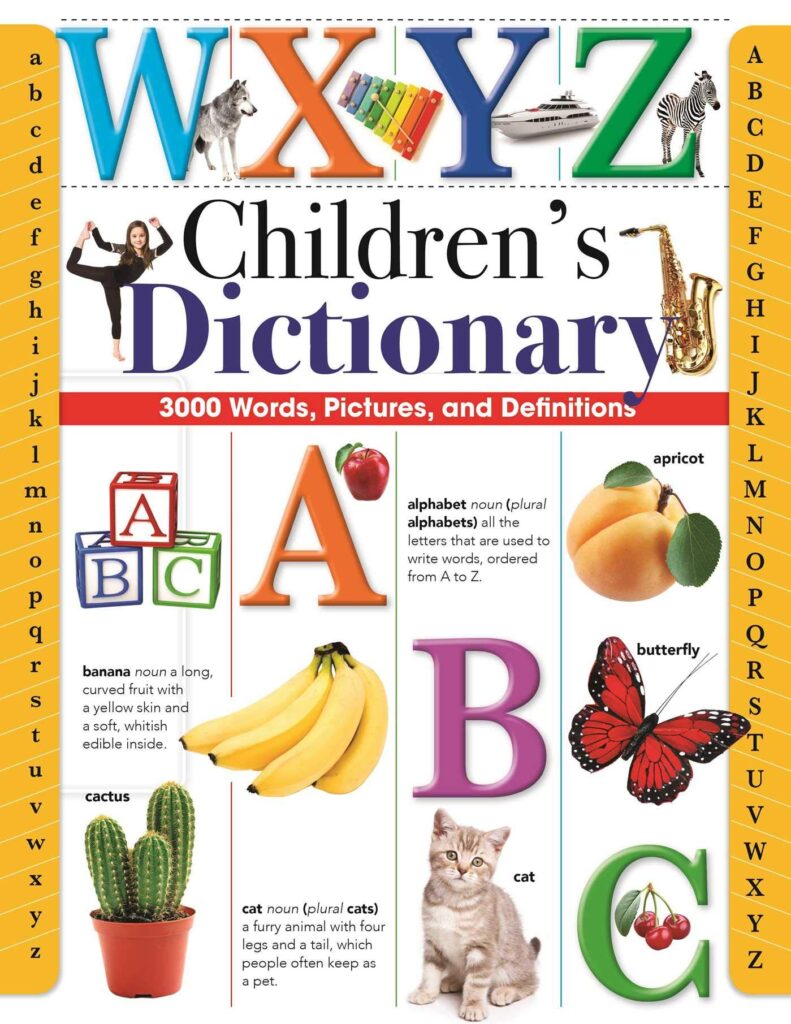 W X Y Z
Children's
Dictionary
3000 Words, Pictures, and Definitions
a
b
c
d
e
f
g
h
i
j
k
l
m
n
o
p
q
r
s
t
u
v
w
x
y
z
A
B
C
A
alphabet noun (plural
alphabets) all the
letters that are used to
write words, ordered
from A to Z.
apricot
banana noun a long,
curved fruit with
a yellow skin and
a soft, whitish
edible inside.
B
butterfly
cactus
cat noun (plural cats)
a furry animal with four
legs and a tail, which
people often keep as
a pet.
cat
C
A
B
C
D
E
F
G
H
I
J
K
L
M
N
O
P
Q
R
S
T
U
V
W
X
Y
Z